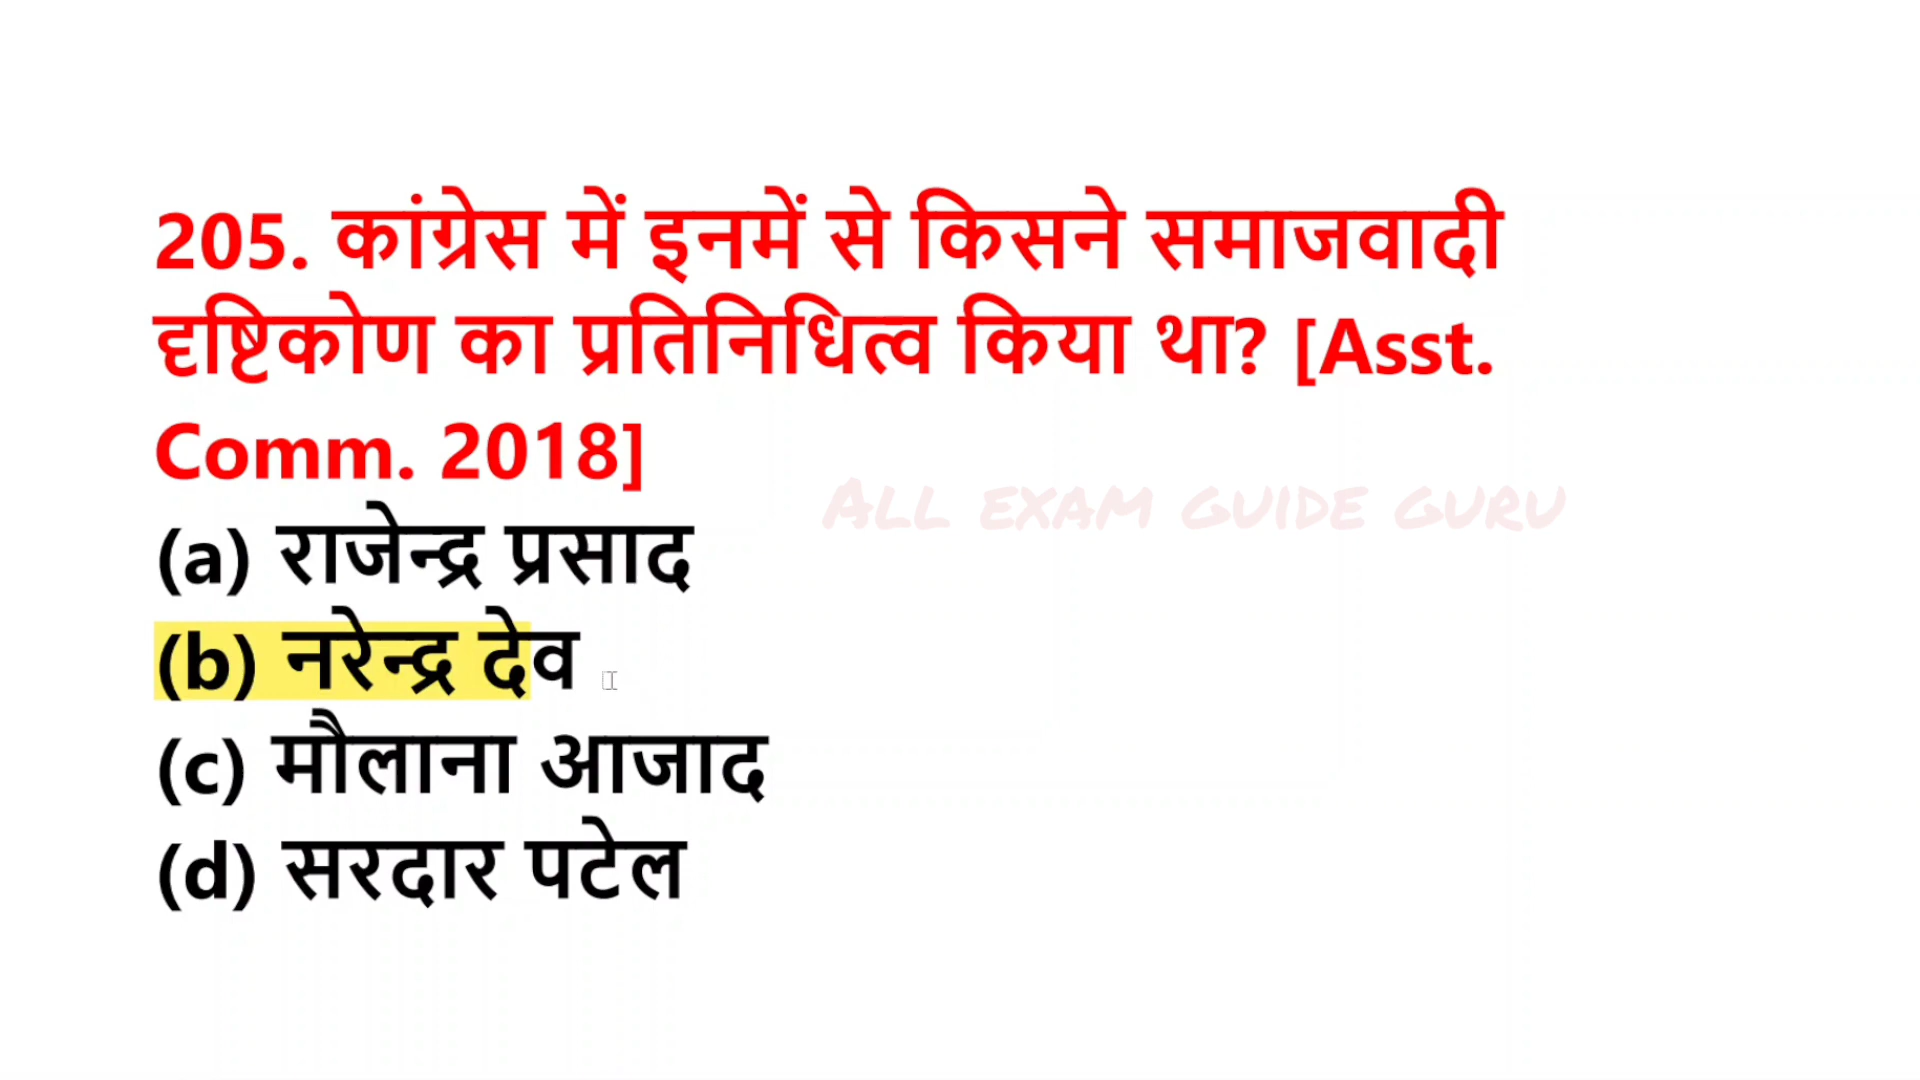 205. कांग्रेस में इनमें से किसने समाजवादी
दृष्टिकोण का प्रतिनिधित्व किया था? [Asst.
Comm. 2018]
ALL EXAM GUIDE GURU
(a) राजेन्द्र प्रसाद
(b) नरेन्द्र देव
(c) मौलाना आजाद
(d) सरदार पटेल